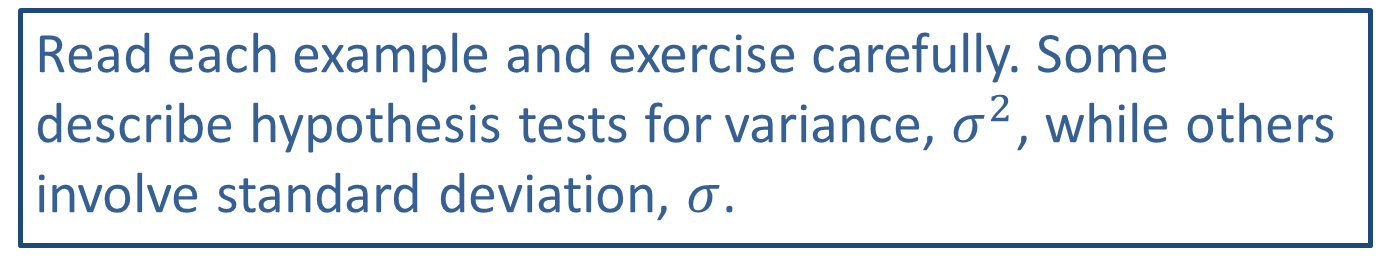 Read each example and exercise carefully. Some
describe hypothesis tests for variance, σ², while others
involve standard deviation, σ.